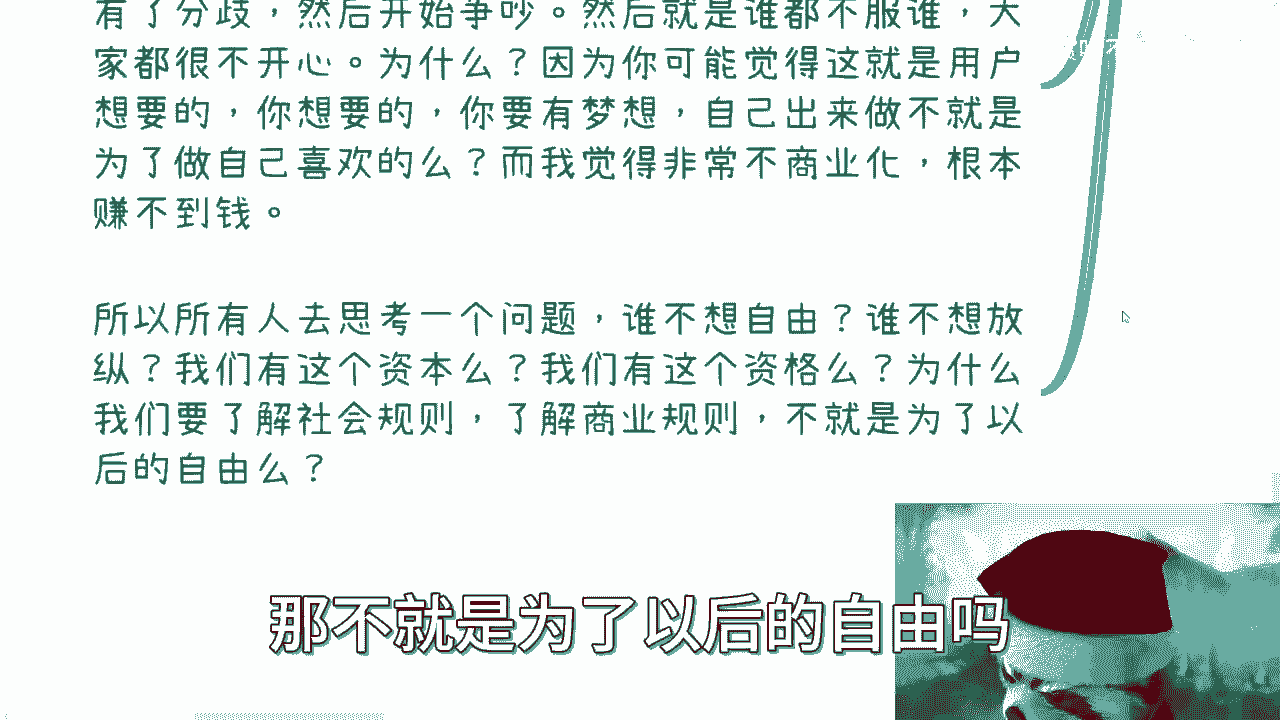 有了分歧，然后开始争吵。然后就是谁都不服谁，大
家都很不开心。为什么？因为你可能觉得这就是用户
想要的，你想要的，你要有梦想，自己出来做不就是
为了做自己喜欢的么？而我觉得非常不商业化，根本
赚不到钱。
所以所有人去思考一个问题，谁不想自由？谁不想放
纵？我们有这个资本么？我们有这个资格么？为什么
我们要了解社会规则，了解商业规则，不就是为了以
后的自由么？
那不就是为了以后的自由吗